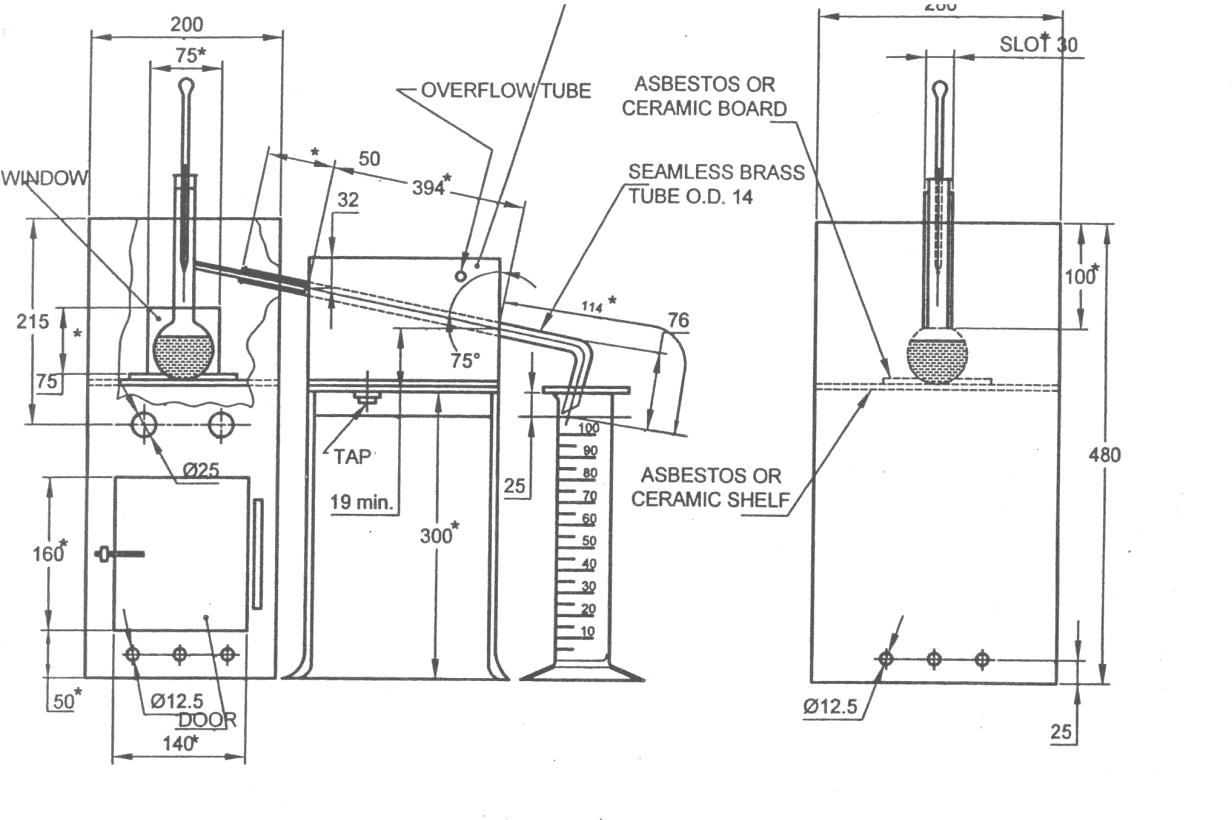 200
75*
OVERFLOW TUBE
WINDOW
*
50
394*
32
SEAMLESS BRASS
TUBE O.D. 14
ASBESTOS OR
CERAMIC BOARD
SLOT* 30
100*
215
*
75
114*
76
75°
TAP
19 min.
25
300*
Ø25
160*
50*
Ø12.5
DOOR
140*
100
90
80
70
60
50
40
30
20
10
ASBESTOS OR
CERAMIC SHELF
480
Ø12.5
25